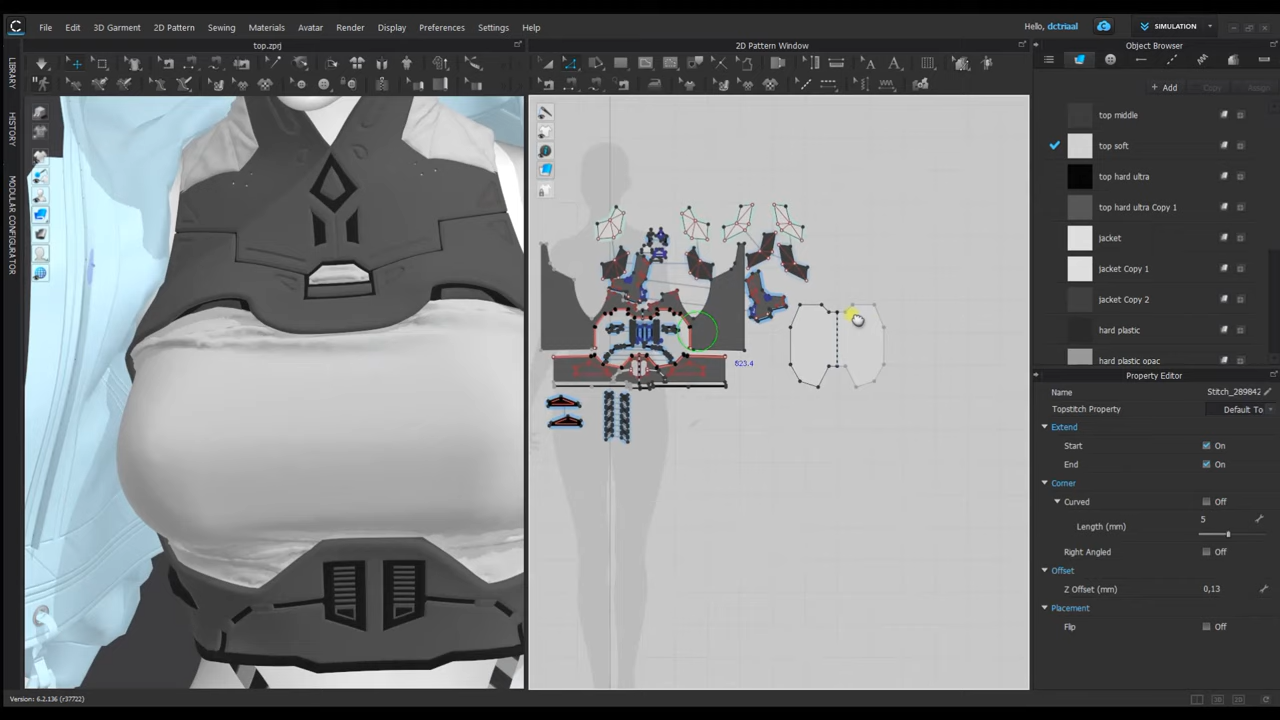 File Edit 3D Garment 2D Pattern Sewing Materials Avatar Render Display Preferences Settings Help
Hello, dctriaal
SIMULATION
top.zprj
2D Pattern Window
Object Browser
LIBRARY
HISTORY
MODULAR CONFIGURATOR
+ Add Copy Assign
top middle
top soft
top hard ultra
top hard ultra Copy 1
Jacket
Jacket Copy 1
Jacket Copy 2
hard plastic
hard plastic opac
823.4
Property Editor
Name Stitch_289842
Topstitch Property Default To
Extend
Start On
End On
Corner
Curved Off
Length (mm) 5
Right Angled Off
Offset
Z Offset (mm) 0,13
Placement
Flip Off
Version: 6.2.136 (r37722)